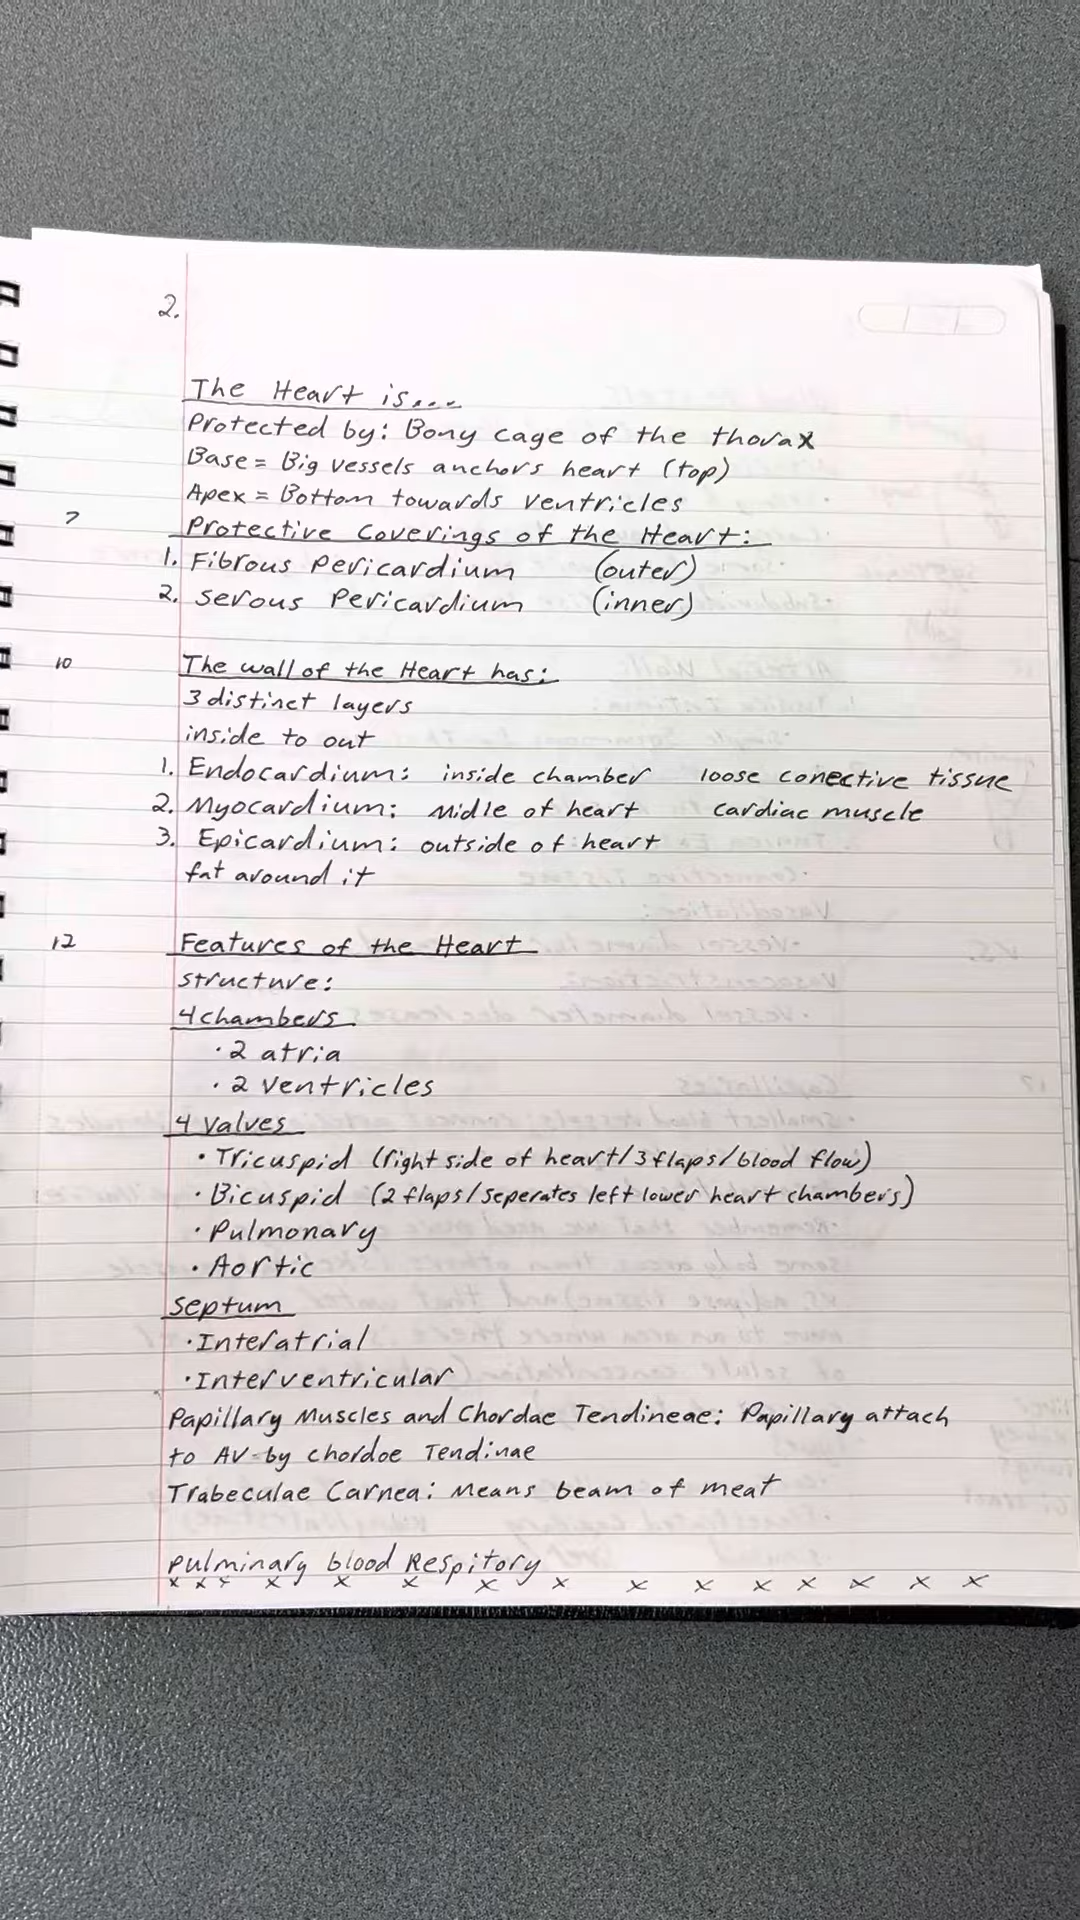 2.
The Heart is...
Protected by: Bony cage of the thorax
Base = Big vessels anchors heart (top)
Apex = Bottom towards ventricles
7 Protective Coverings of the Heart:
1. Fibrous Pericardium (outer)
2. Serous Pericardium (inner)
10 The wall of the Heart has:
3 distinct layers
inside to out
1. Endocardium: inside chamber loose conective tissue
2. Myocardium: Midle of heart cardiac muscle
3. Epicardium: outside of heart
fat around it
12 Features of the Heart
structure:
4 chambers
• 2 atria
• 2 ventricles
4 Valves
• Tricuspid (right side of heart/3 flaps/blood flow)
• Bicuspid (2 flaps/seperates left lower heart chambers)
• Pulmonary
• Aortic
Septum
• Interatrial
• Interventricular
Papillary Muscles and Chordae Tendineae: Papillary attach
to AV by chordoe Tendinae
Trabeculae Carnea: Means beam of meat
Pulminary blood Respitory
x x x x x x x x x x x x x x x